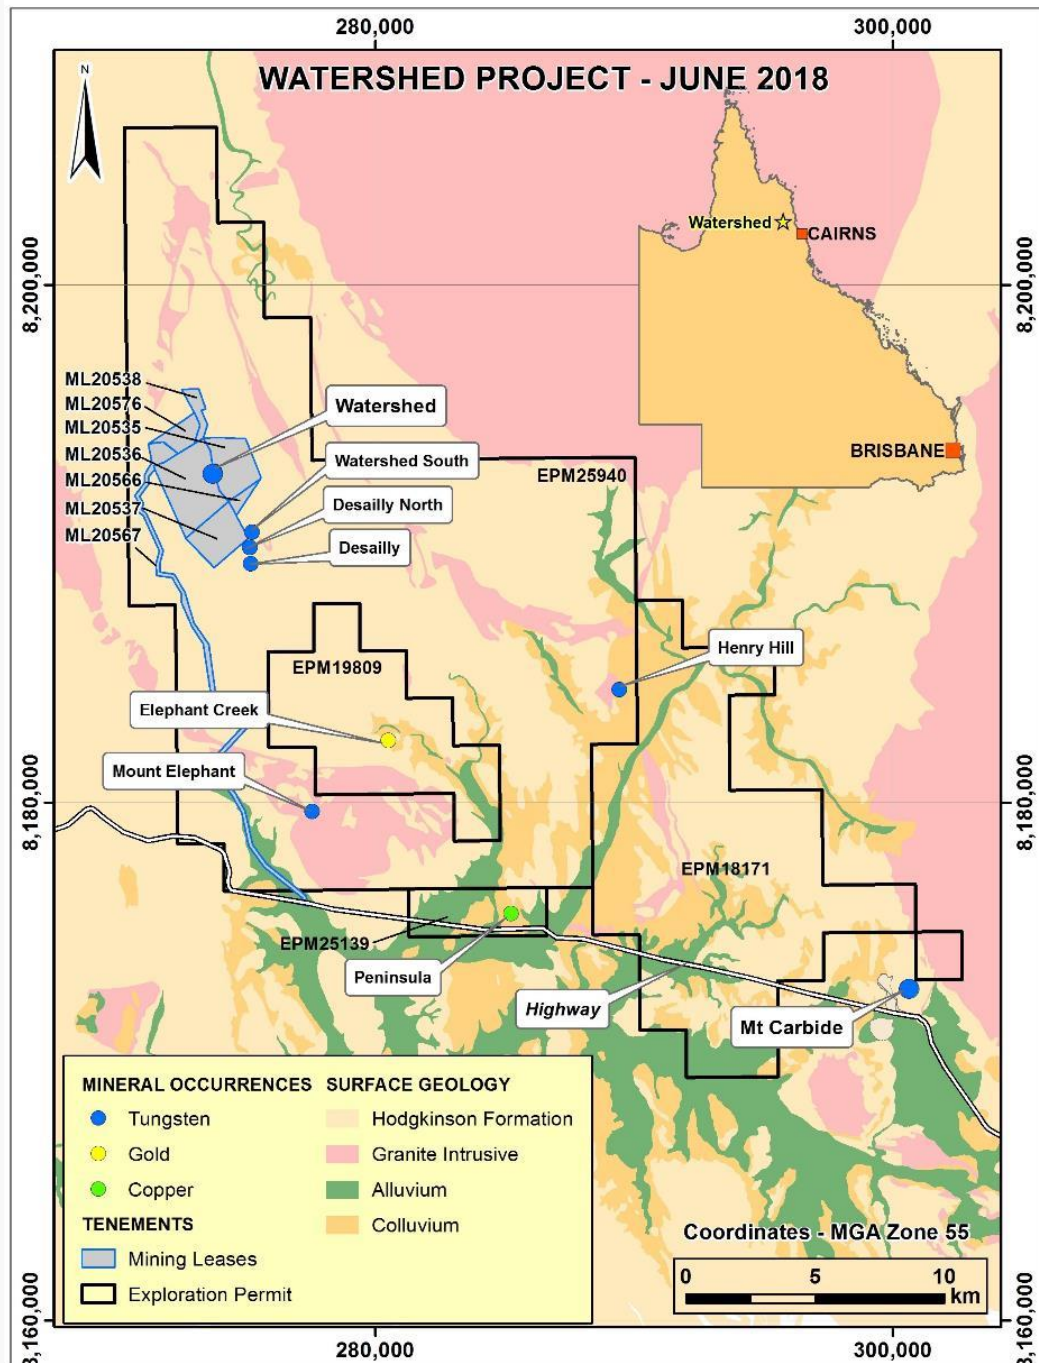 280,000
300,000
WATERSHED PROJECT - JUNE 2018
N
Watershed
CAIRNS
8,200,000
8,200,000
ML20538
ML20576
ML20535
ML20536
ML20566
ML20537
ML20567
Watershed
Watershed South
Desailly North
Desailly
BRISBANE
EPM25940
EPM19809
Henry Hill
Elephant Creek
Mount Elephant
8,180,000
8,180,000
EPM18171
EPM25139
Peninsula
Highway
Mt Carbide
MINERAL OCCURRENCES
Tungsten
Gold
Copper
TENEMENTS
Mining Leases
Exploration Permit
SURFACE GEOLOGY
Hodgkinson Formation
Granite Intrusive
Alluvium
Colluvium
Coordinates - MGA Zone 55
0 5 10
km
8,160,000
8,160,000
280,000
300,000